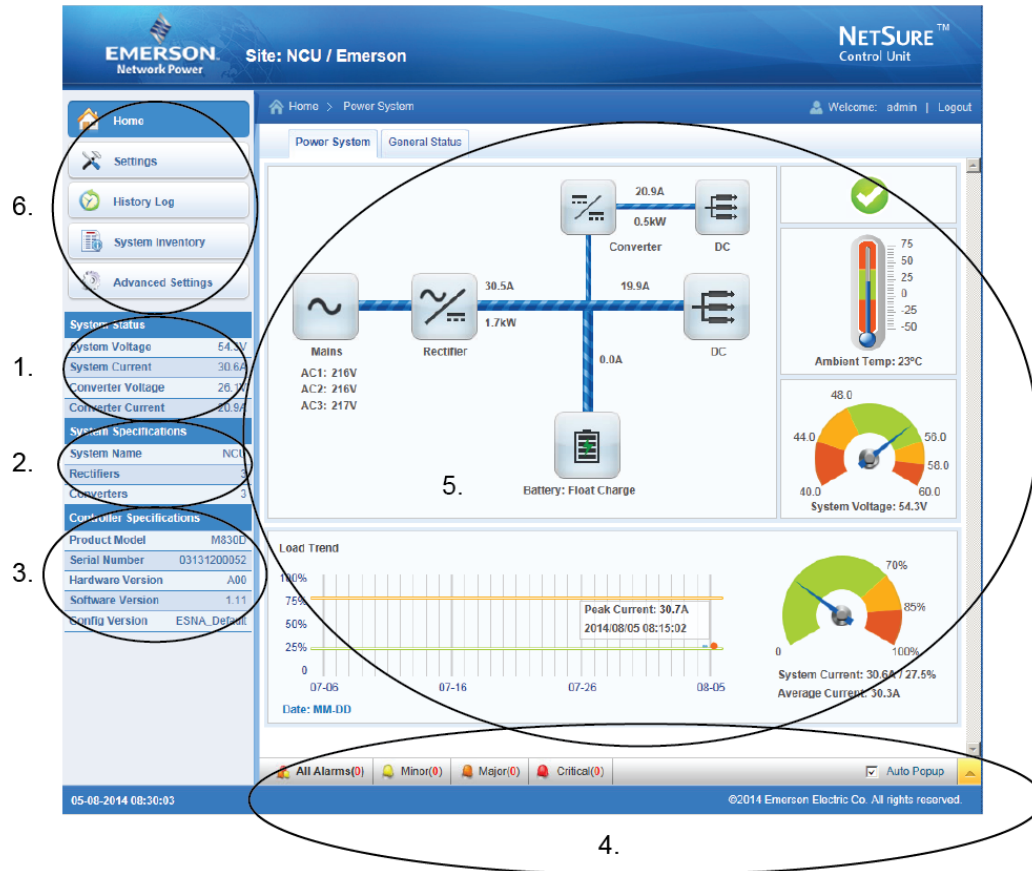 EMERSON.
Network Power
Site: NCU / Emerson
NETSURE™
Control Unit
Home > Power System
Welcome: admin | Logout
Home
Settings
History Log
System Inventory
Advanced Settings
6.
Power System
General Status
System Status
System Voltage 54.3V
System Current 30.6A
Converter Voltage 26.1V
Converter Current 20.9A
1.
System Specifications
System Name NCU
Rectifiers 3
Converters 3
2.
Controller Specifications
Product Model M830D
Serial Number 03131200052
Hardware Version A00
Software Version 1.11
Config Version ESNA_Default
3.
20.9A
0.5kW
Converter
DC
30.5A
1.7kW
19.9A
Mains
AC1: 216V
AC2: 216V
AC3: 217V
Rectifier
DC
0.0A
Battery: Float Charge
5.
75
50
25
0
-25
-50
Ambient Temp: 23ºC
48.0
44.0
56.0
58.0
40.0
60.0
System Voltage: 54.3V
Load Trend
100%
75%
50%
25%
0
Peak Current: 30.7A
2014/08/05 08:15:02
07-06
07-16
07-26
08-05
Date: MM-DD
70%
85%
0
100%
System Current: 30.6A / 27.5%
Average Current: 30.3A
All Alarms(0)
Minor(0)
Major(0)
Critical(0)
Auto Popup
05-08-2014 08:30:03
©2014 Emerson Electric Co. All rights reserved.
4.